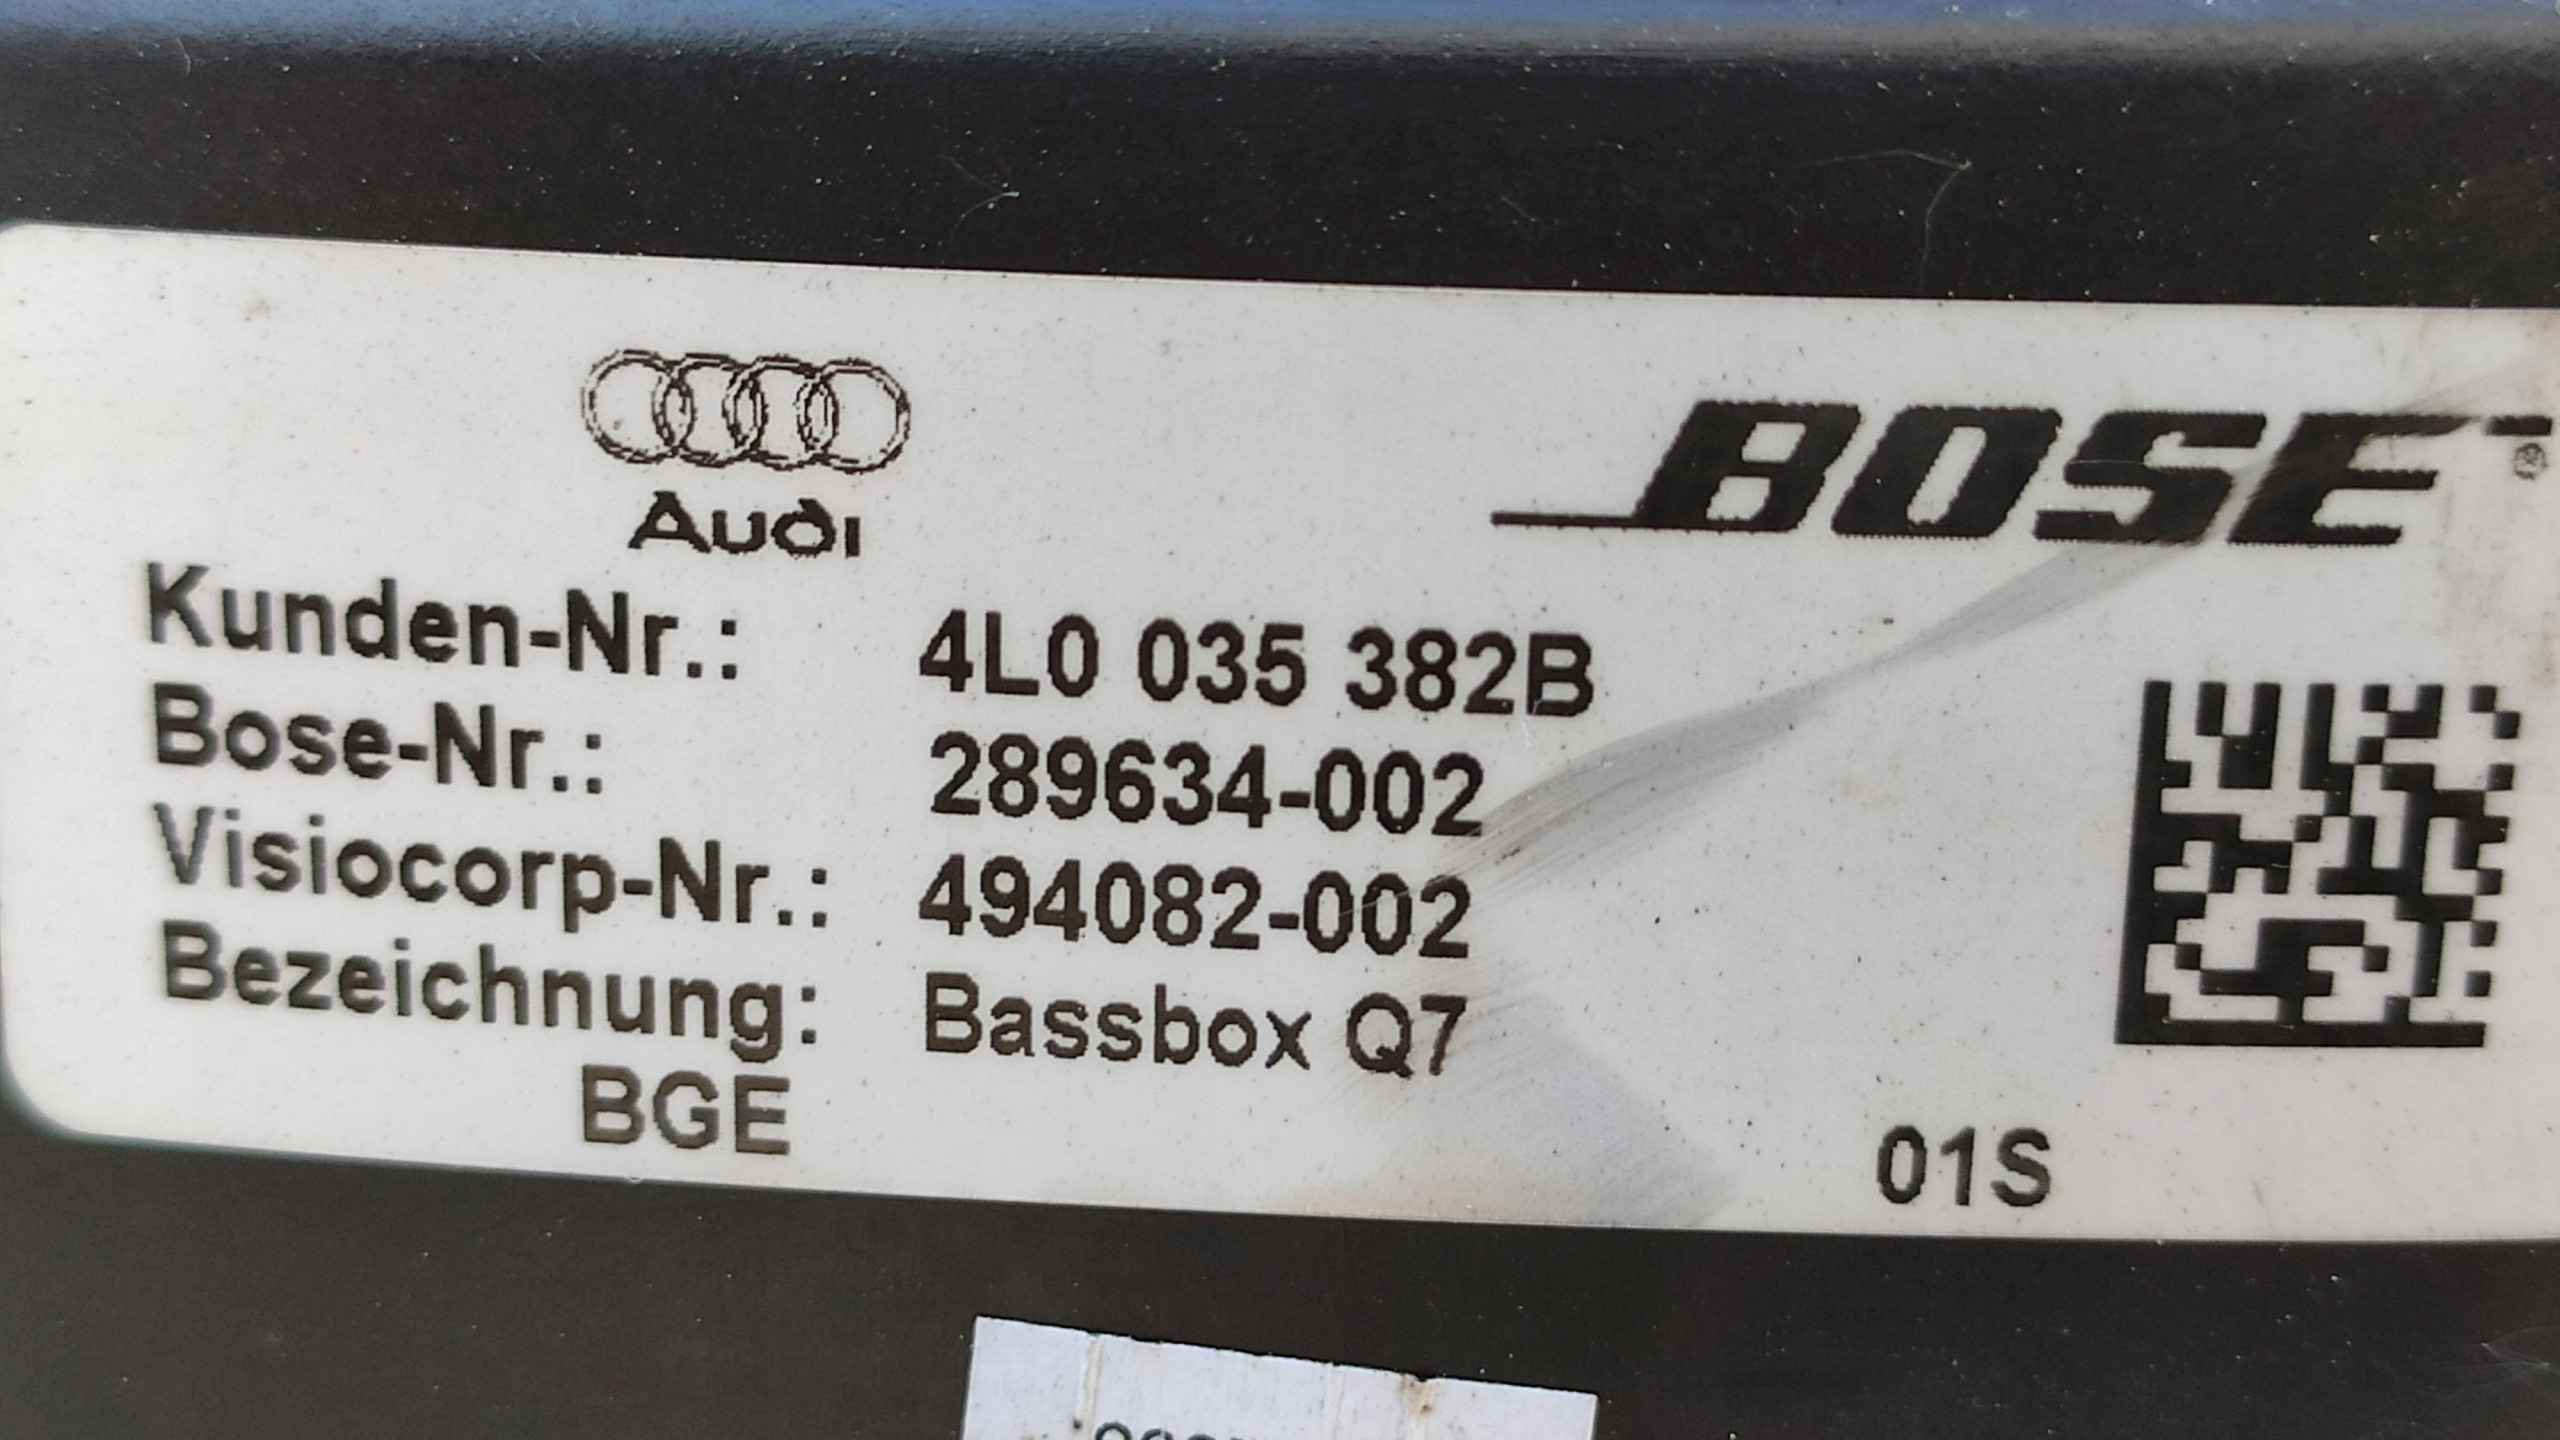 Audi
BOSE®
Kunden-Nr.: 4L0 035 382B
Bose-Nr.: 289634-002
Visiocorp-Nr.: 494082-002
Bezeichnung: Bassbox Q7
BGE
01S